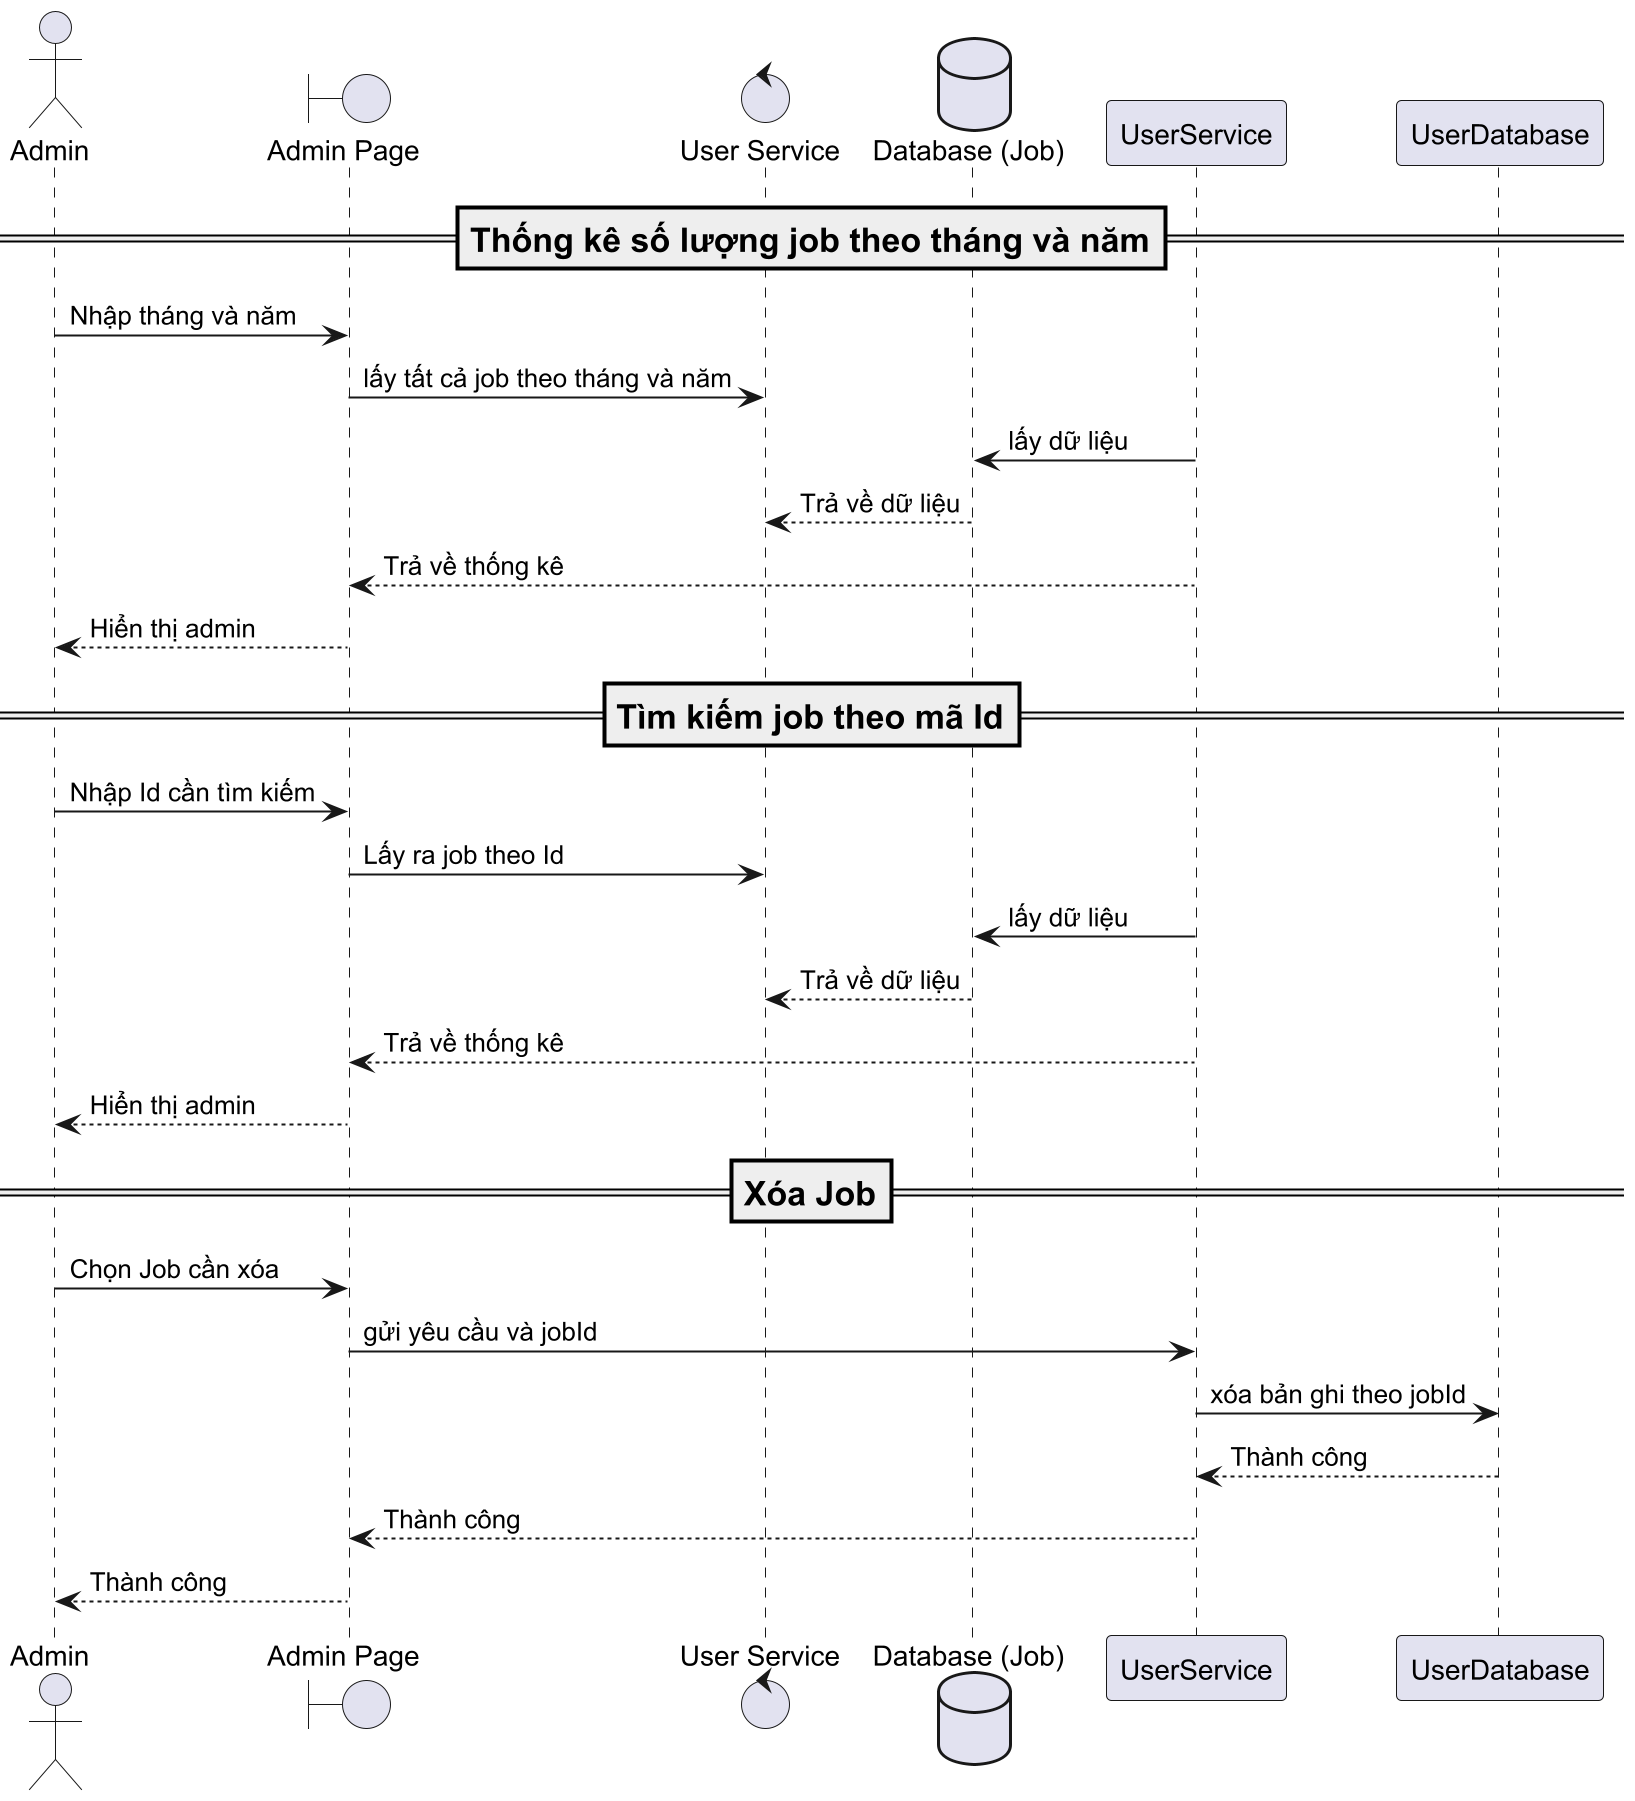 Admin
Admin Page
User Service
Database (Job)
UserService
UserDatabase
Thống kê số lượng job theo tháng và năm
Nhập tháng và năm
lấy tất cả job theo tháng và năm
lấy dữ liệu
Trả về dữ liệu
Trả về thống kê
Hiển thị admin
Tìm kiếm job theo mã Id
Nhập Id cần tìm kiếm
Lấy ra job theo Id
lấy dữ liệu
Trả về dữ liệu
Trả về thống kê
Hiển thị admin
Xóa Job
Chọn Job cần xóa
gửi yêu cầu và jobId
xóa bản ghi theo jobId
Thành công
Thành công
Thành công
Admin
Admin Page
User Service
Database (Job)
UserService
UserDatabase